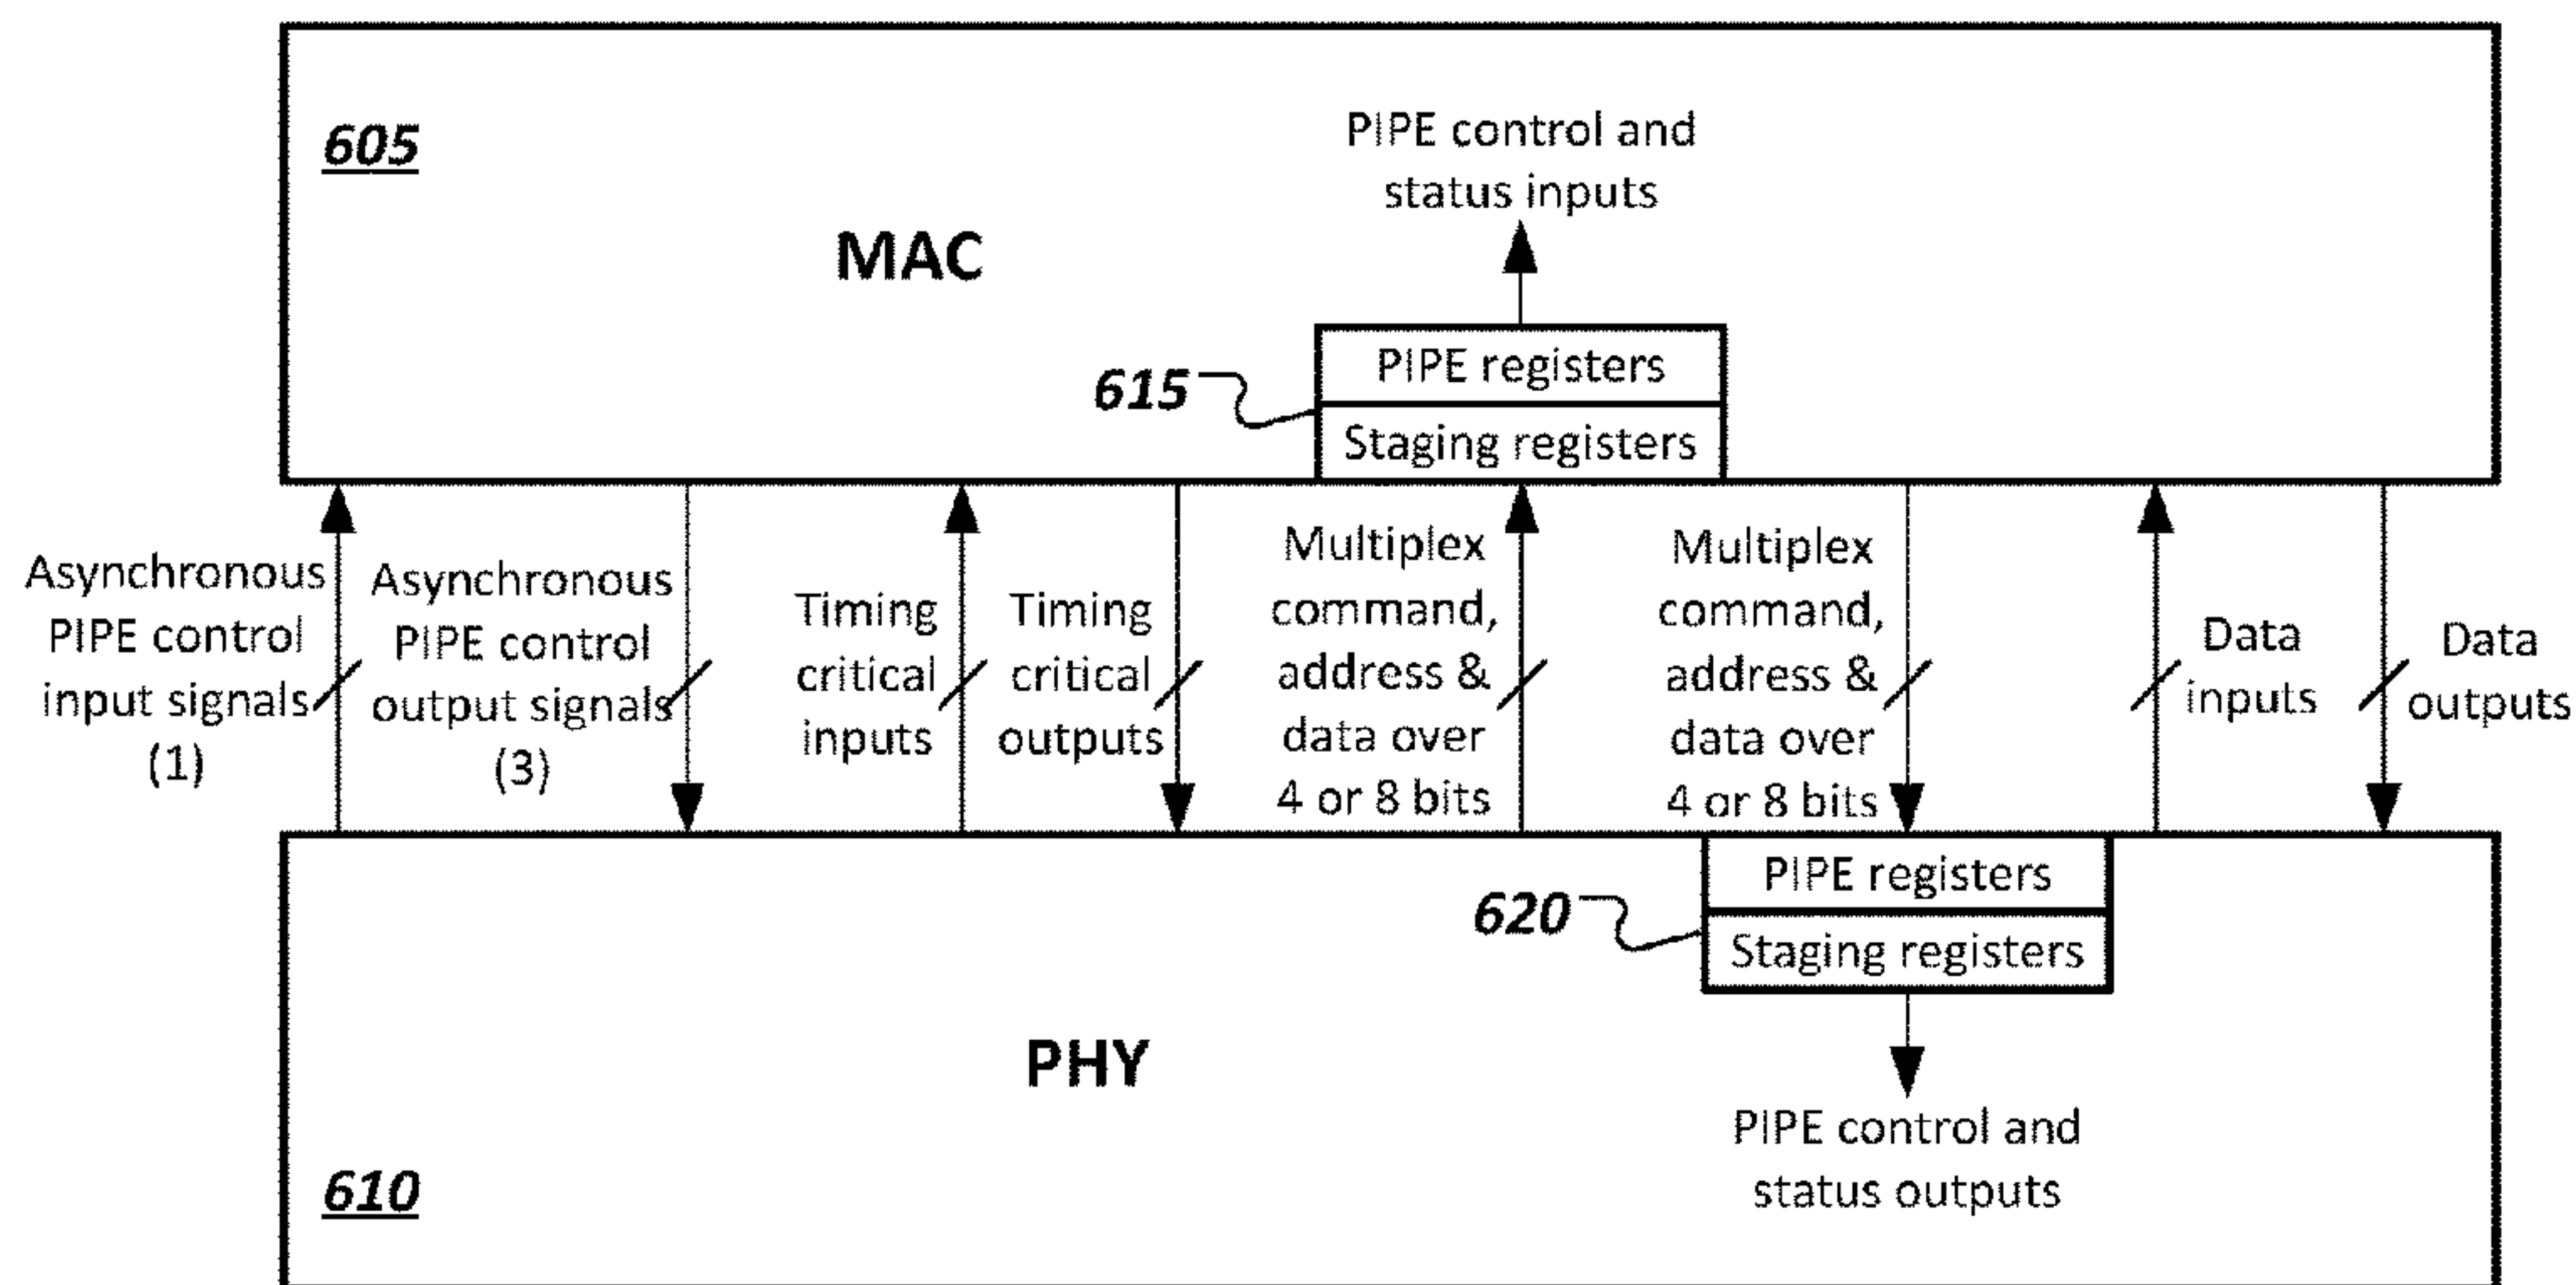 605
MAC
PIPE control and
status inputs
615
PIPE registers
Staging registers
Asynchronous
PIPE control
input signals
(1)
Asynchronous
PIPE control
output signals
(3)
Timing
critical
inputs
Timing
critical
outputs
Multiplex
command,
address &
data over
4 or 8 bits
Multiplex
command,
address &
data over
4 or 8 bits
Data
inputs
Data
outputs
PIPE registers
Staging registers
620
PHY
PIPE control and
status outputs
610